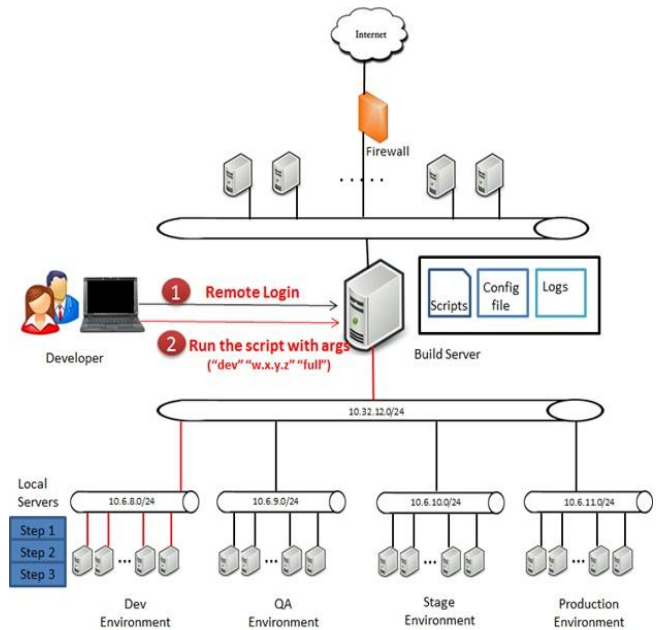 Internet
Firewall
.....
1
Remote Login
2
Run the script with args
("dev" "w.x.y.z" "full")
Developer
Scripts
Config
file
Logs
Build Server
10.32.12.0/24
Local
Servers
10.6.8.0/24
10.6.9.0/24
10.6.10.0/24
10.6.11.0/24
Step 1
Step 2
Step 3
...
...
...
...
Dev
Environment
QA
Environment
Stage
Environment
Production
Environment